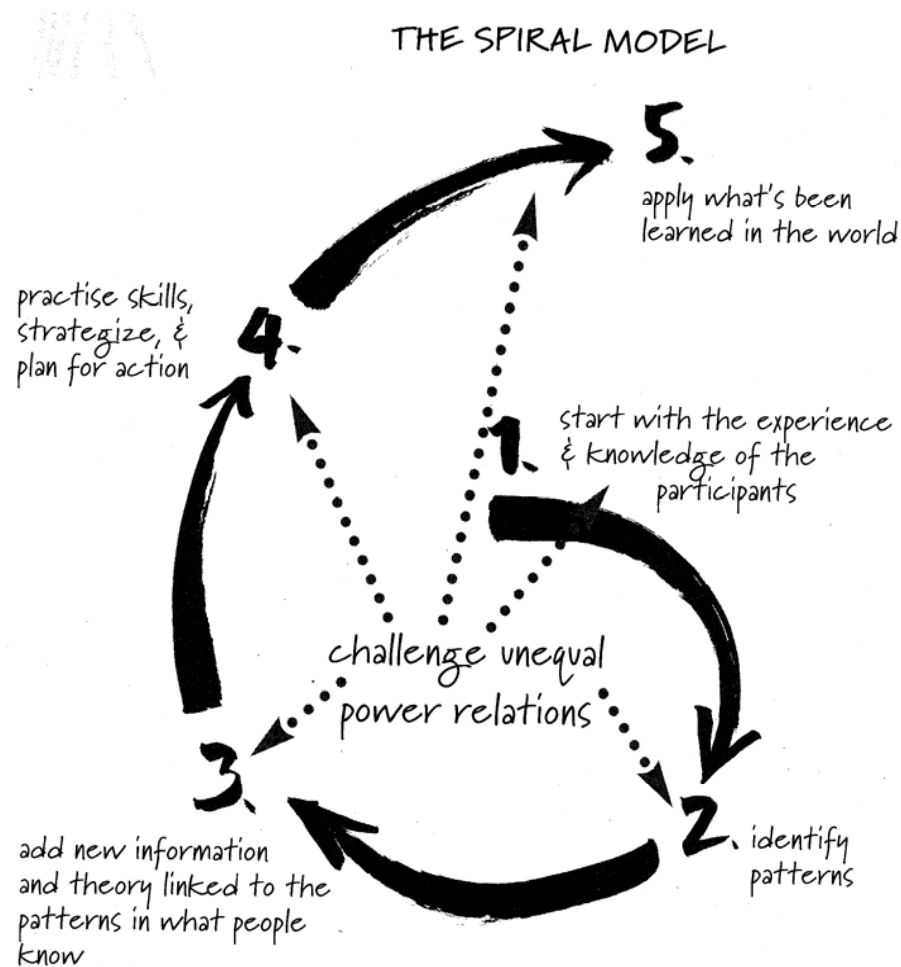 THE SPIRAL MODEL
5.
apply what's been
learned in the world
practise skills,
strategize, &
plan for action
4.
1.
start with the experience
& knowledge of the
participants
challenge unequal
power relations
3.
add new information
and theory linked to the
patterns in what people
know
2.
identify
patterns